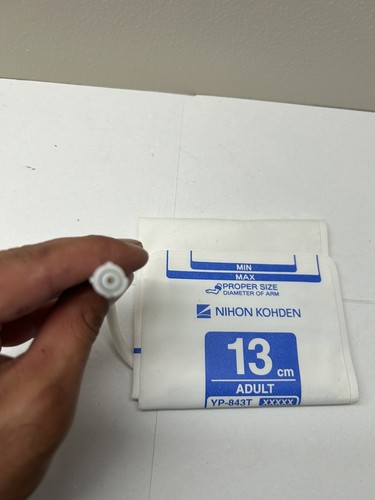 MIN
MAX
PROPER SIZE
DIAMETER OF ARM
NIHON KOHDEN
13 cm
ADULT
YP-843T XXXXX